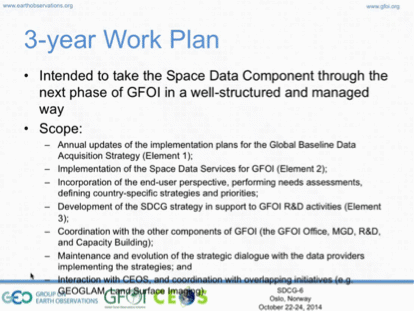 www.earthobservations.org
www.gfoi.org
3-year Work Plan
• Intended to take the Space Data Component through the
next phase of GFOI in a well-structured and managed
way
• Scope:
– Annual updates of the implementation plans for the Global Baseline Data
Acquisition Strategy (Element 1);
– Implementation of the Space Data Services for GFOI (Element 2);
– Incorporation of the end-user perspective, performing needs assessments,
defining country-specific strategies and priorities;
– Development of the SDCG strategy in support to GFOI R&D activities (Element
3);
– Coordination with the other components of GFOI (the GFOI Office, MGD, R&D,
and Capacity Building);
– Maintenance and evolution of the strategic dialogue with the data providers
implementing the strategies; and
– Interaction with CEOS, and coordination with overlapping initiatives (e.g.
GEOGLAM, Land Surface Imaging)
GEO GROUP ON
EARTH OBSERVATIONS
GFOI
CEOS
SDCG-6
Oslo, Norway
October 22-24, 2014